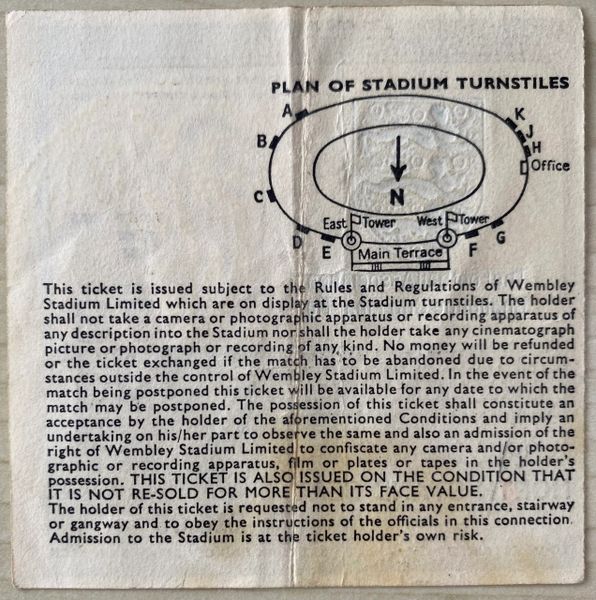 PLAN OF STADIUM TURNSTILES
A
K
J
B
H
Office
C
N
East Tower
West Tower
D
E
Main Terrace
F
G
This ticket is issued subject to the Rules and Regulations of Wembley
Stadium Limited which are on display at the Stadium turnstiles. The holder
shall not take a camera or photographic apparatus or recording apparatus of
any description into the Stadium nor shall the holder take any cinematograph
picture or photograph or recording of any kind. No money will be refunded
or the ticket exchanged if the match has to be abandoned due to circum-
stances outside the control of Wembley Stadium Limited. In the event of the
match being postponed this ticket will be available for any date to which the
match may be postponed. The possession of this ticket shall constitute an
acceptance by the holder of the aforementioned Conditions and imply an
undertaking on his/her part to observe the same and also an admission of the
right of Wembley Stadium Limited to confiscate any camera and/or photo-
graphic or recording apparatus, film or plates or tapes in the holder's
possession. THIS TICKET IS ALSO ISSUED ON THE CONDITION THAT
IT IS NOT RE-SOLD FOR MORE THAN ITS FACE VALUE.
The holder of this ticket is requested not to stand in any entrance, stairway
or gangway and to obey the instructions of the officials in this connection.
Admission to the Stadium is at the ticket holder's own risk.